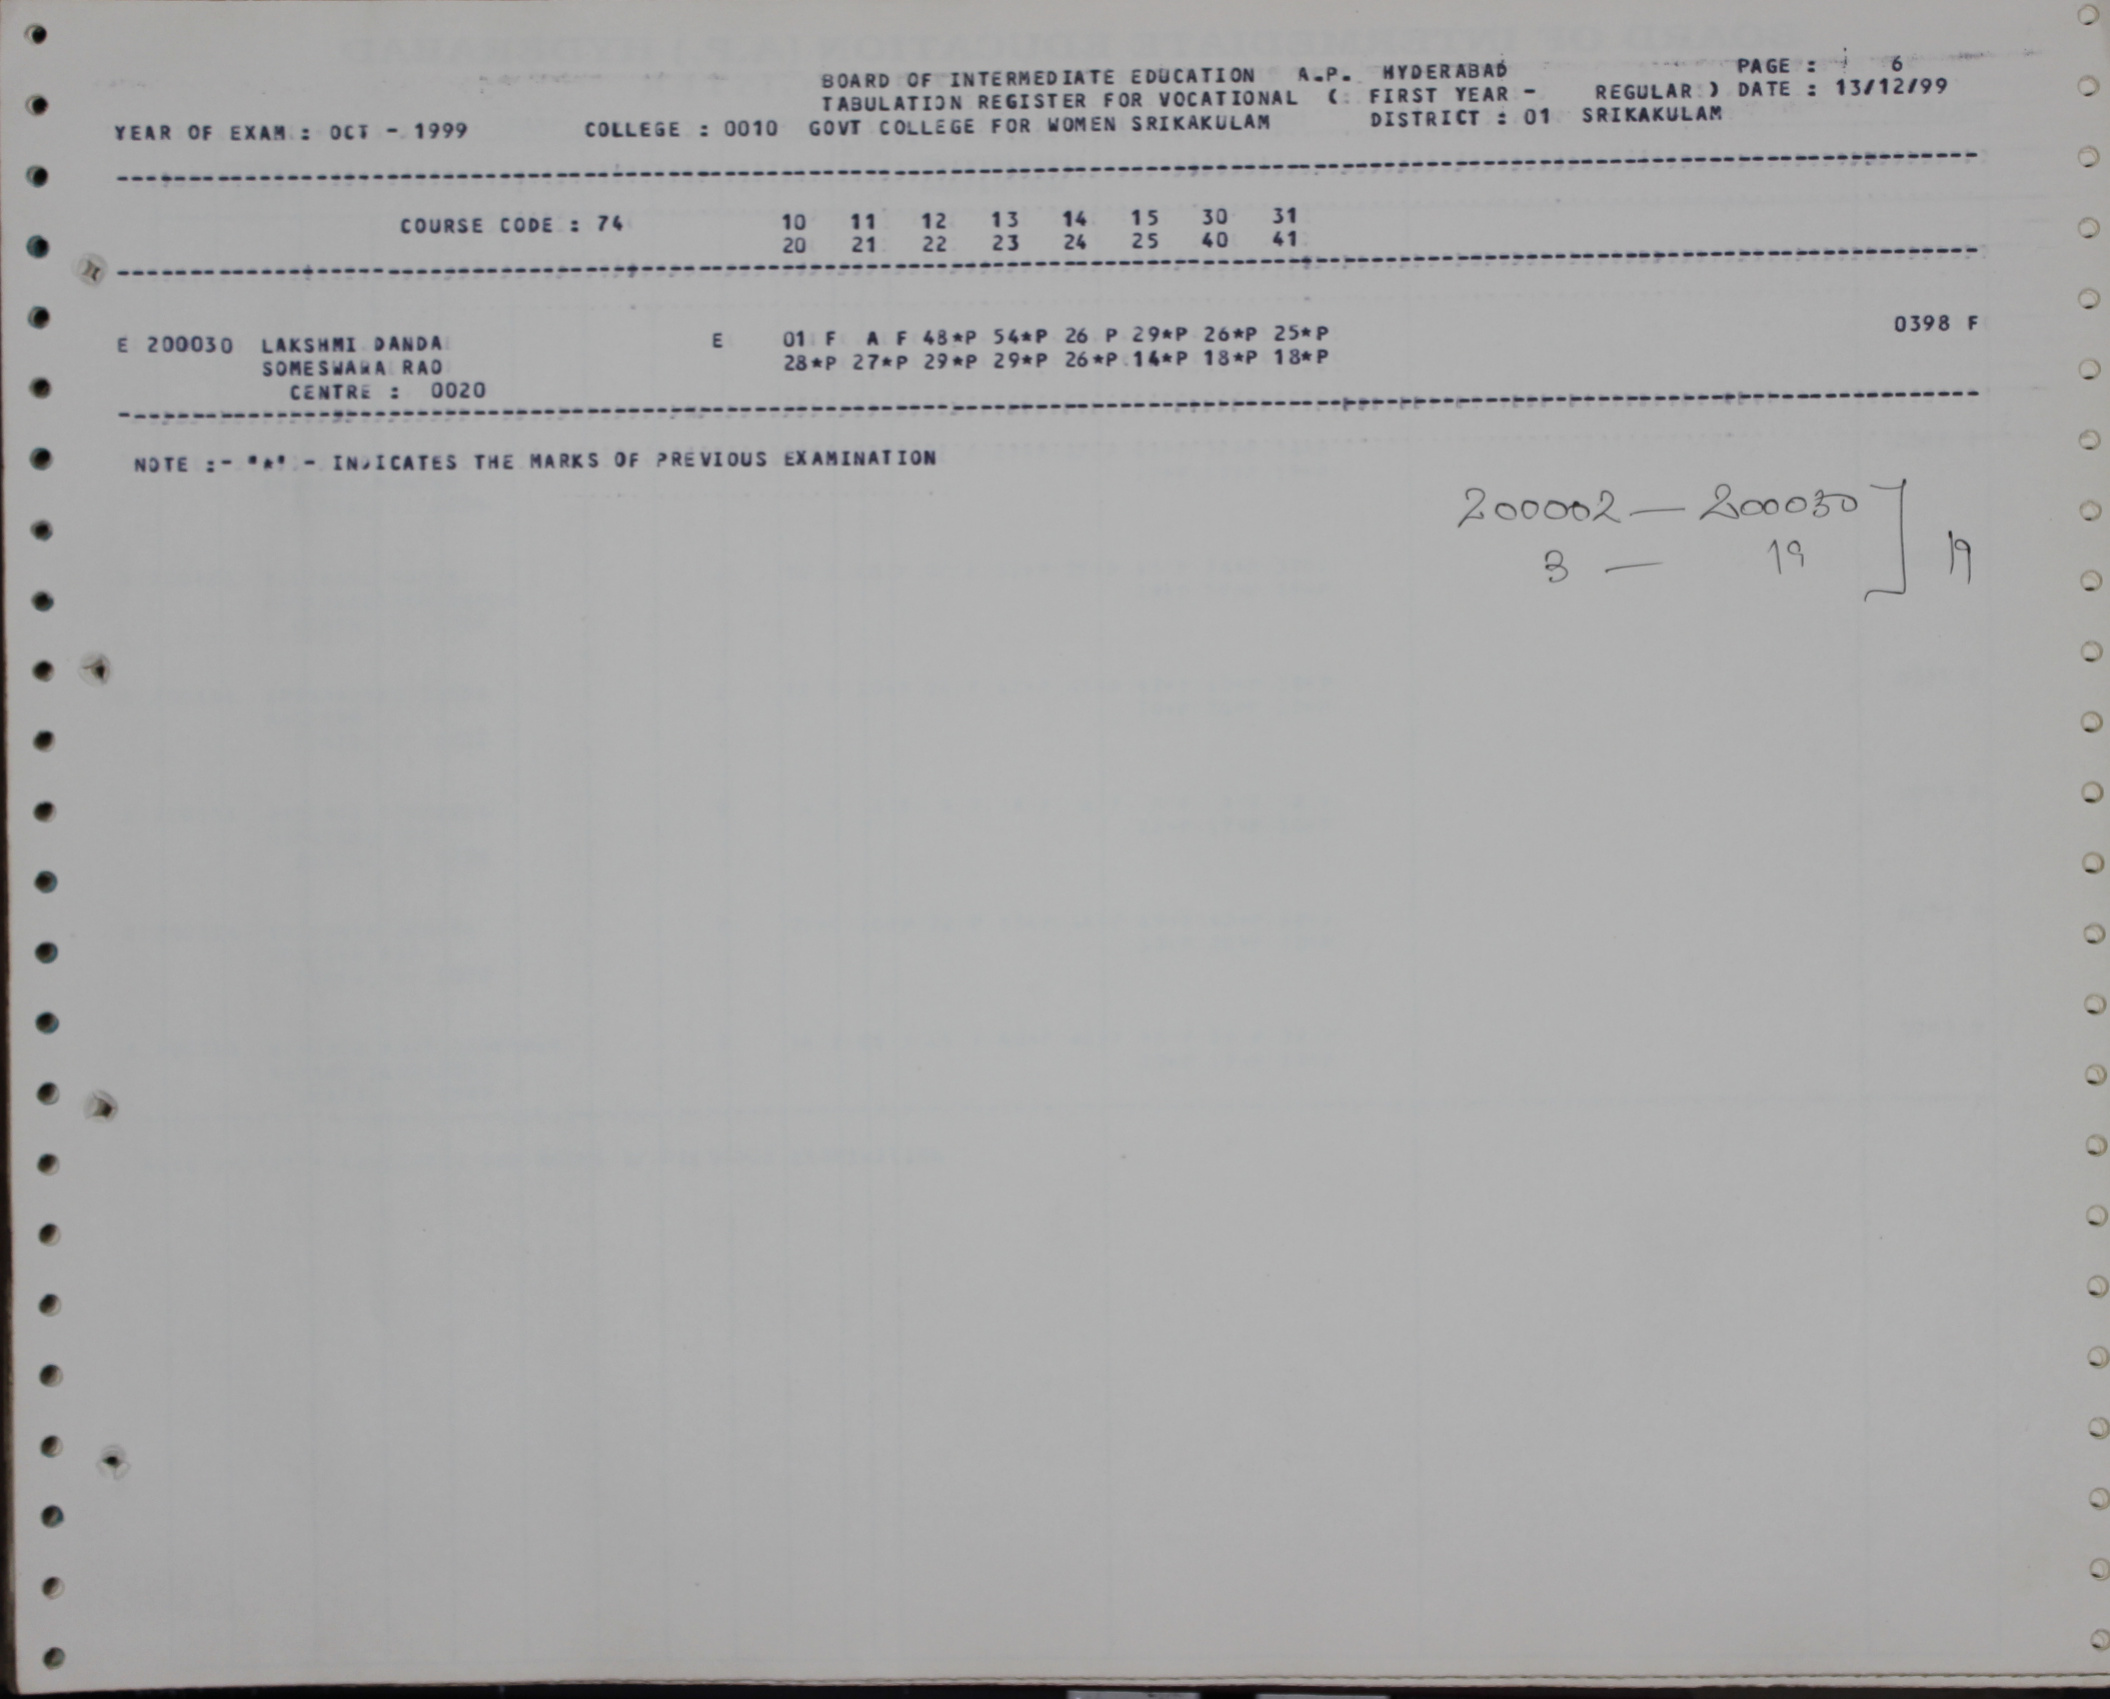 BOARD OF INTERMEDIATE EDUCATION A.P. HYDERABAD PAGE : 6
TABULATION REGISTER FOR VOCATIONAL ( FIRST YEAR - REGULAR ) DATE : 13/12/99
YEAR OF EXAM : OCT - 1999 COLLEGE : 0010 GOVT COLLEGE FOR WOMEN SRIKAKULAM DISTRICT : 01 SRIKAKULAM
COURSE CODE : 74 10 11 12 13 14 15 30 31
20 21 22 23 24 25 40 41
E 200030 LAKSHMI DANDA E 01 F A F 48*P 54*P 26 P 29*P 26*P 25*P 0398 F
SOMESWARA RAO 28*P 27*P 29*P 29*P 26*P 14*P 18*P 18*P
CENTRE : 0020
NOTE :- "*" - INDICATES THE MARKS OF PREVIOUS EXAMINATION
200002 — 200030
3 — 19 ] 19